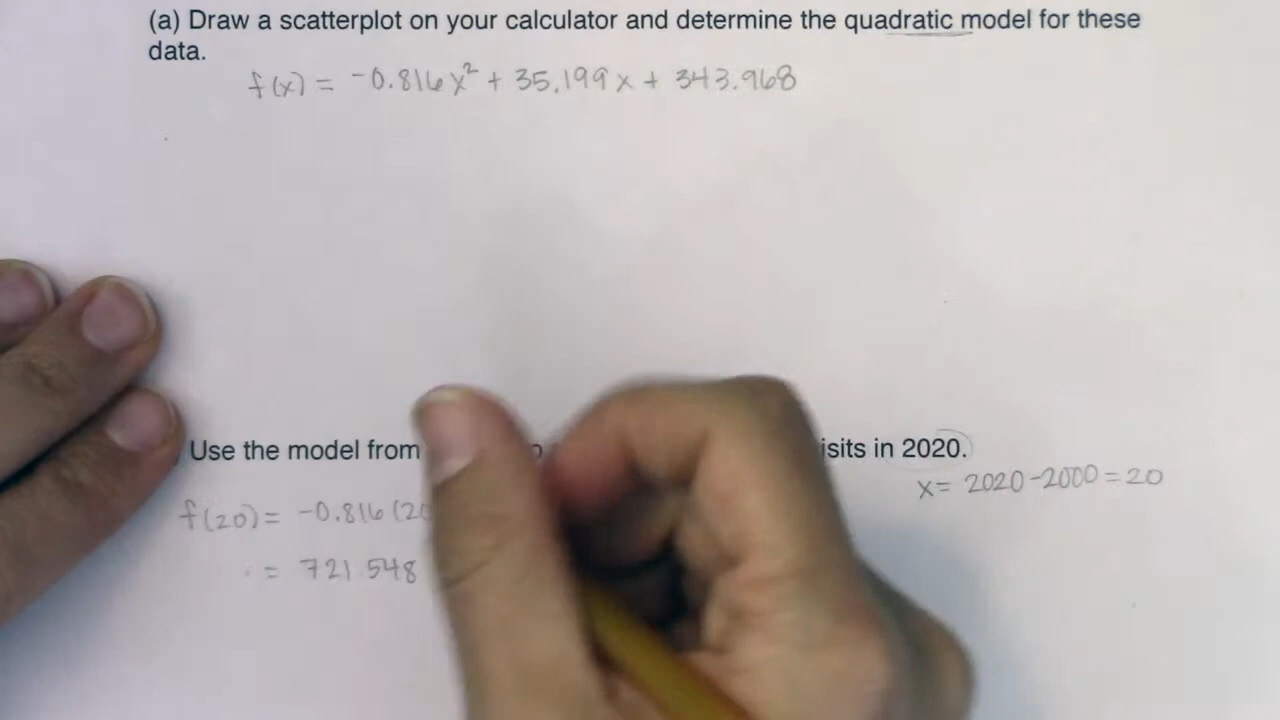 (a) Draw a scatterplot on your calculator and determine the quadratic model for these
data.
f(x) = -0.816x² + 35.199x + 343.968
Use the model from isits in 2020.
x = 2020-2000 = 20
f(20) = -0.816(20
= 721.548